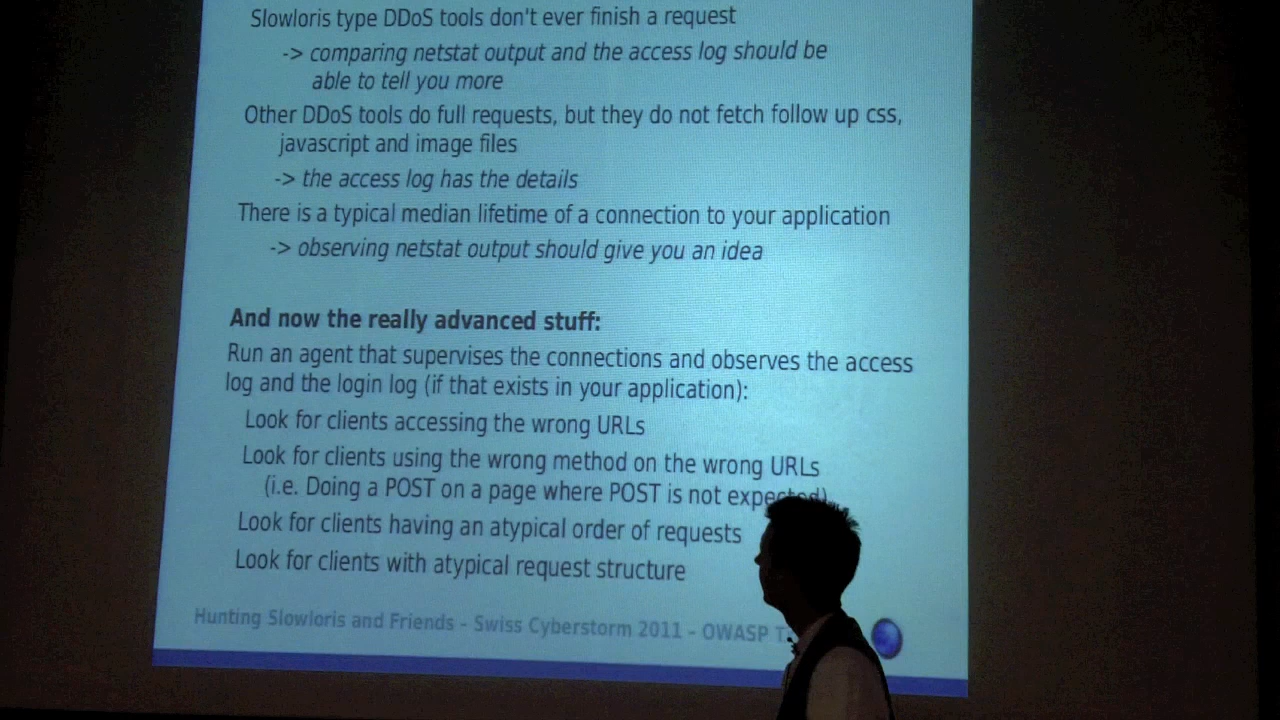 Slowloris type DDoS tools don't ever finish a request
-> comparing netstat output and the access log should be
able to tell you more
Other DDoS tools do full requests, but they do not fetch follow up css,
javascript and image files
-> the access log has the details
There is a typical median lifetime of a connection to your application
-> observing netstat output should give you an idea
And now the really advanced stuff:
Run an agent that supervises the connections and observes the access
log and the login log (if that exists in your application):
Look for clients accessing the wrong URLs
Look for clients using the wrong method on the wrong URLs
(i.e. Doing a POST on a page where POST is not expected)
Look for clients having an atypical order of requests
Look for clients with atypical request structure
Hunting Slowloris and Friends – Swiss Cyberstorm 2011 – OWASP